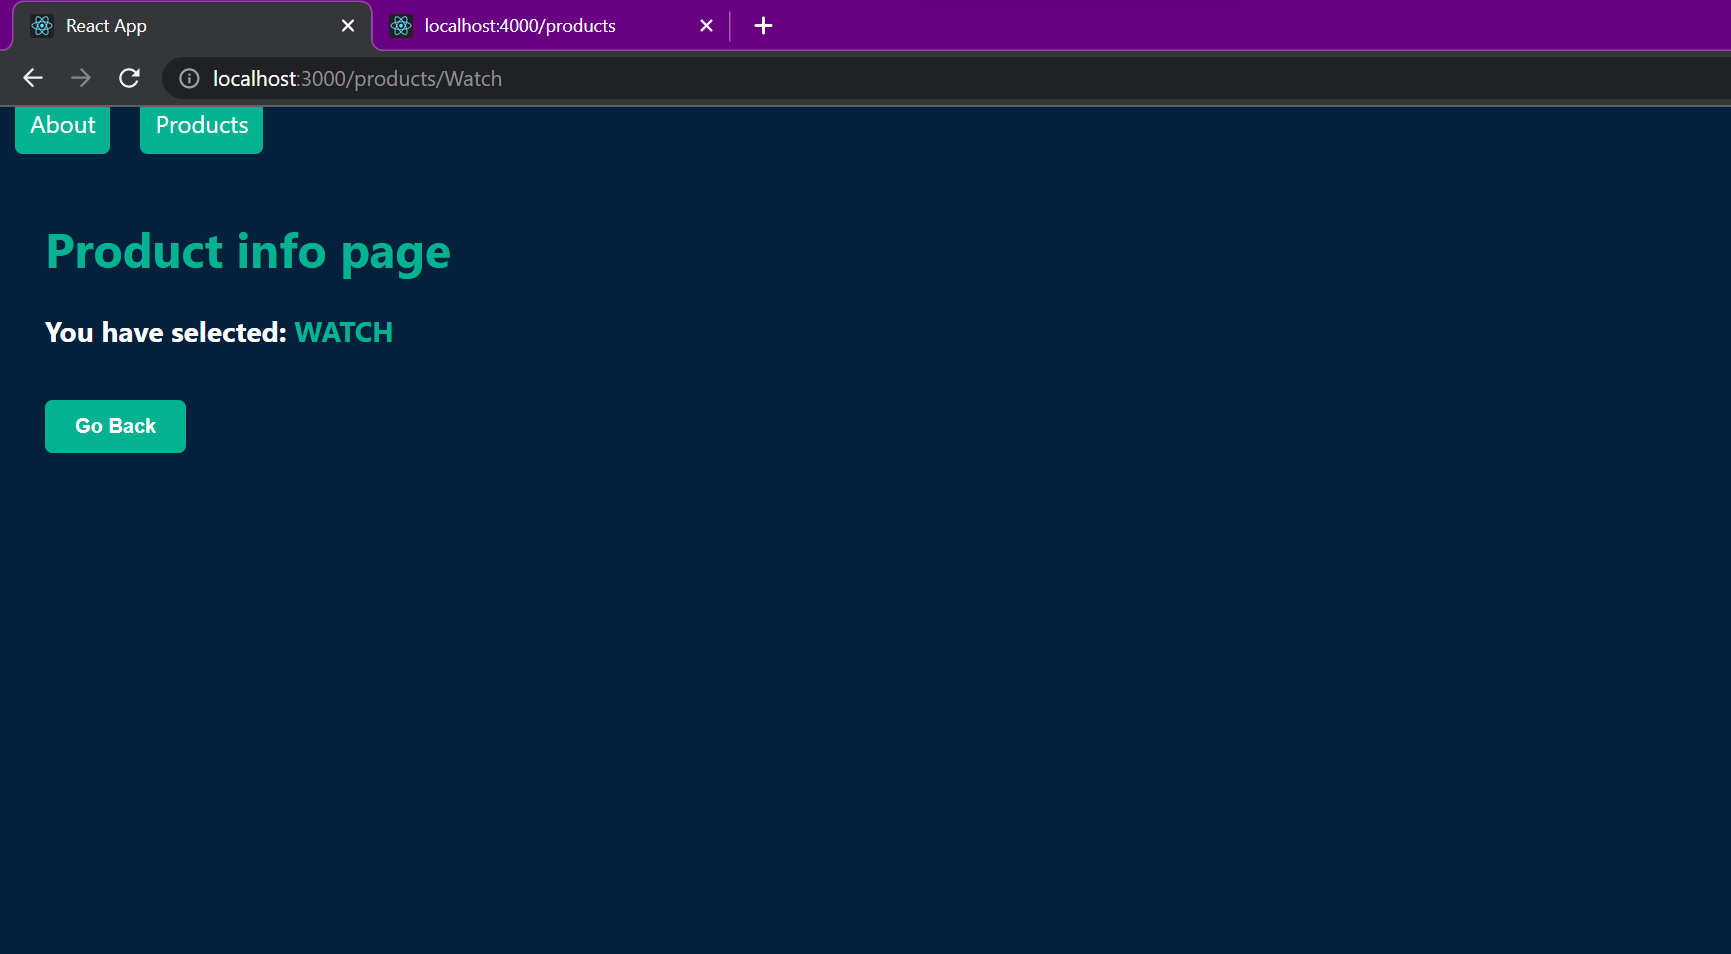 React App
localhost:4000/products
localhost:3000/products/Watch
About
Products
Product info page
You have selected: WATCH
Go Back